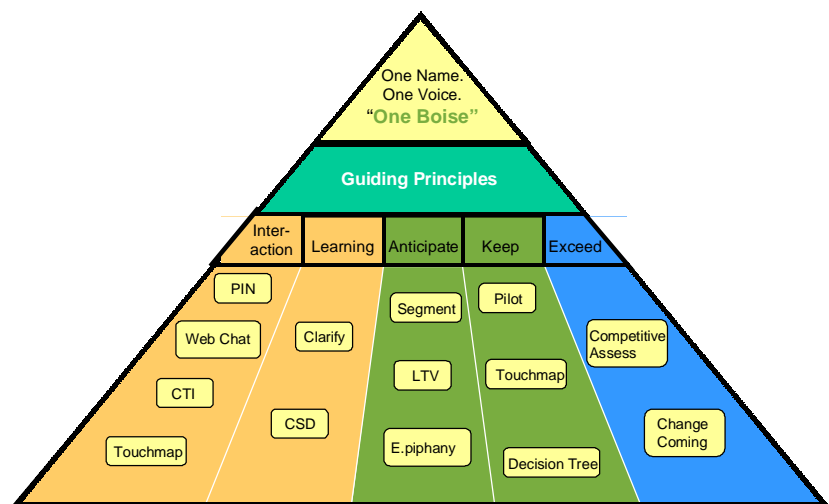 One Name.
One Voice.
“One Boise”
Guiding Principles
Inter-
action
Learning
Anticipate
Keep
Exceed
PIN
Web Chat
CTI
Touchmap
Clarify
CSD
Segment
LTV
E.piphany
Pilot
Touchmap
Decision Tree
Competitive
Assess
Change
Coming